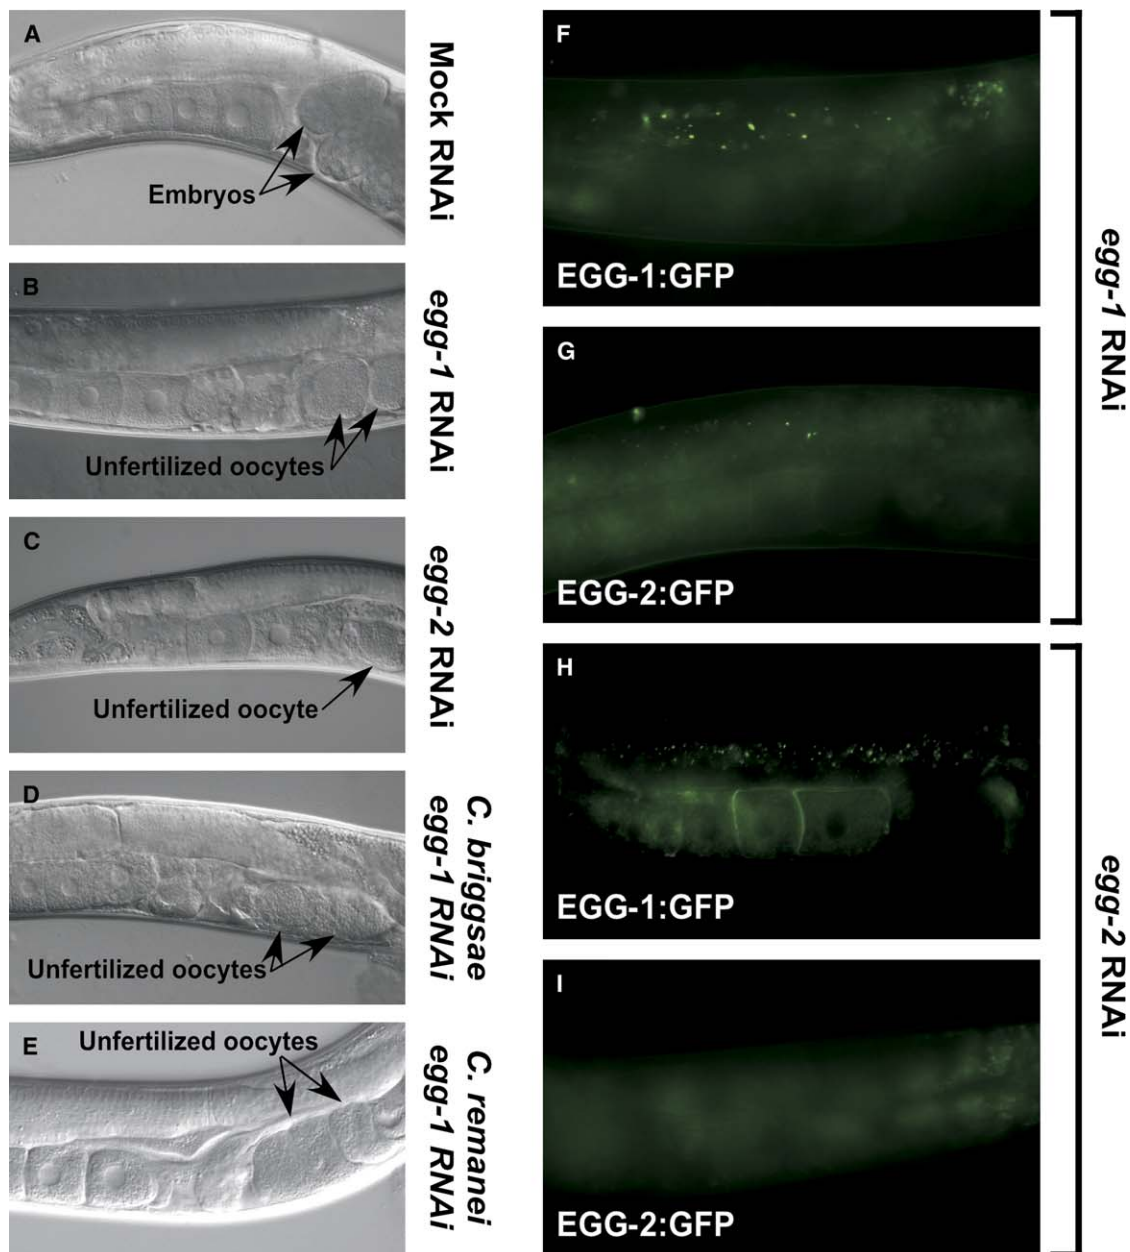 A
Embryos
Mock RNAi
B
Unfertilized oocytes
egg-1 RNAi
C
Unfertilized oocyte
egg-2 RNAi
D
Unfertilized oocytes
C. briggsae
egg-1 RNAi
E
Unfertilized oocytes
C. remanei
egg-1 RNAi
F
EGG-1:GFP
G
EGG-2:GFP
egg-1 RNAi
H
EGG-1:GFP
I
EGG-2:GFP
egg-2 RNAi